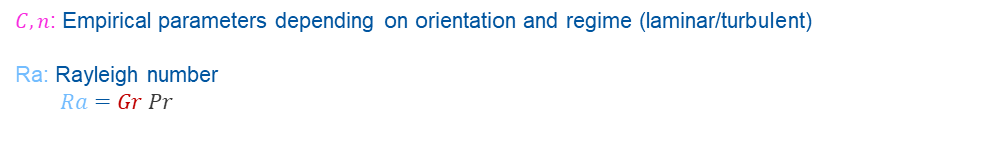 C, n: Empirical parameters depending on orientation and regime (laminar/turbulent)
Ra: Rayleigh number
Ra = Gr Pr